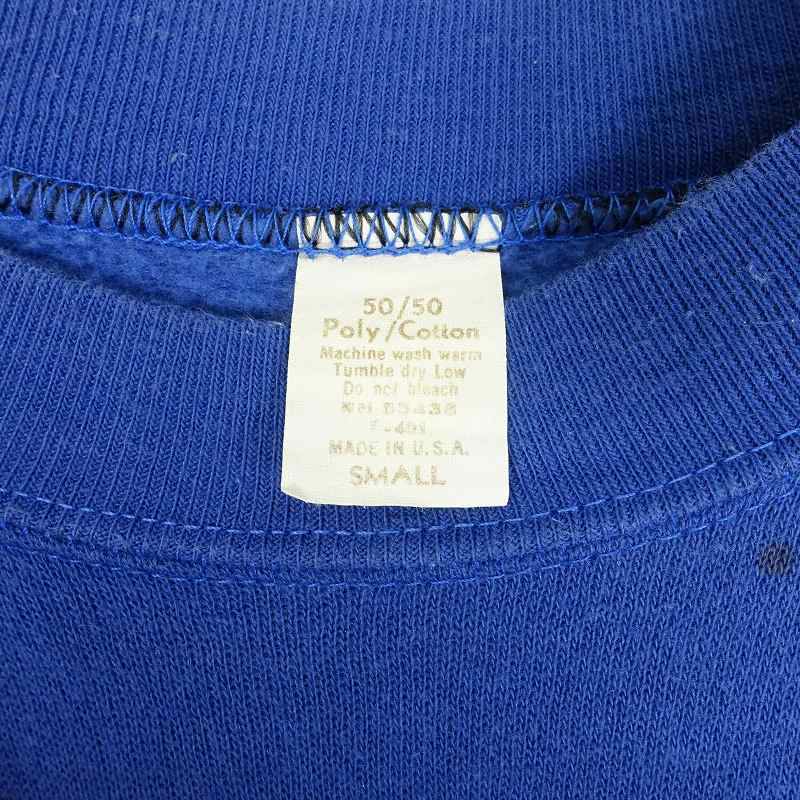 50/50
Poly/Cotton
Machine wash warm
Tumble dry Low
Do not bleach
MADE IN U.S.A.
SMALL